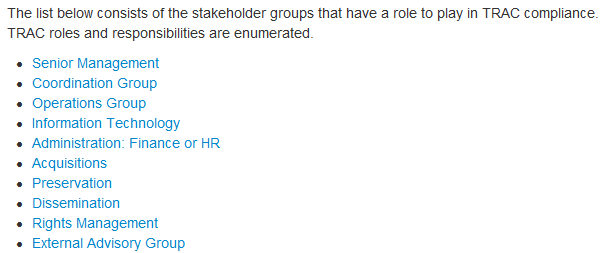 The list below consists of the stakeholder groups that have a role to play in TRAC compliance.
TRAC roles and responsibilities are enumerated.
Senior Management
Coordination Group
Operations Group
Information Technology
Administration: Finance or HR
Acquisitions
Preservation
Dissemination
Rights Management
External Advisory Group